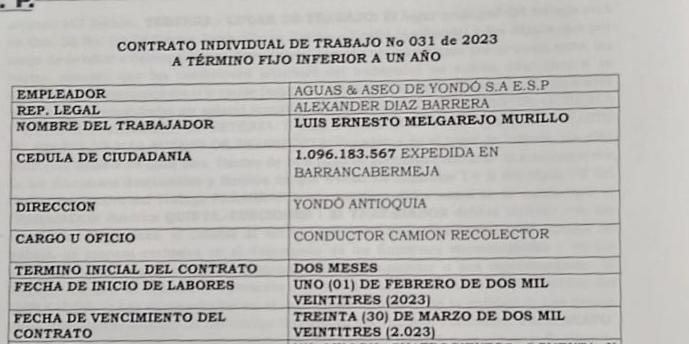 . P.
CONTRATO INDIVIDUAL DE TRABAJO No 031 de 2023
A TÉRMINO FIJO INFERIOR A UN AÑO
EMPLEADOR AGUAS & ASEO DE YONDÓ S.A E.S.P
REP. LEGAL ALEXANDER DIAZ BARRERA
NOMBRE DEL TRABAJADOR LUIS ERNESTO MELGAREJO MURILLO
CEDULA DE CIUDADANIA 1.096.183.567 EXPEDIDA EN
BARRANCABERMEJA
DIRECCION YONDÓ ANTIOQUIA
CARGO U OFICIO CONDUCTOR CAMION RECOLECTOR
TERMINO INICIAL DEL CONTRATO DOS MESES
FECHA DE INICIO DE LABORES UNO (01) DE FEBRERO DE DOS MIL
VEINTITRES (2023)
FECHA DE VENCIMIENTO DEL TREINTA (30) DE MARZO DE DOS MIL
CONTRATO VEINTITRES (2.023)